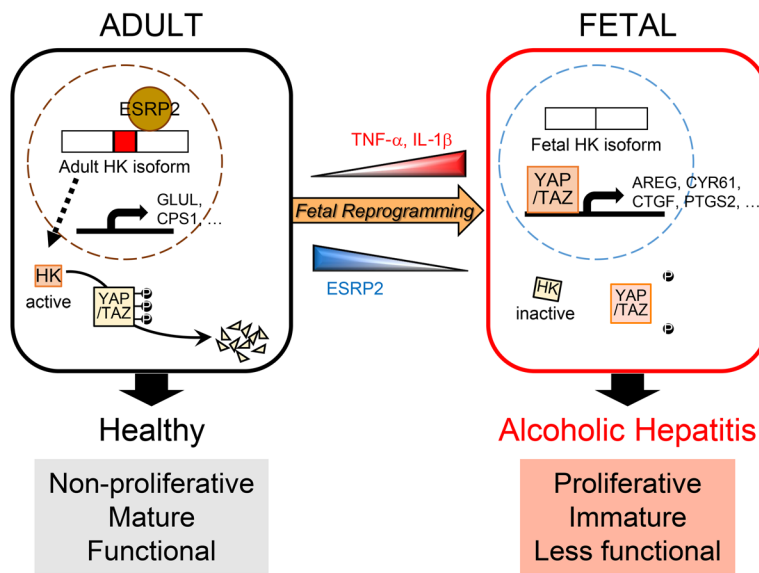 ADULT
FETAL
ESRP2
Adult HK isoform
GLUL,
CPS1, ...
HK
active
YAP
/TAZ
P
P
P
TNF-α, IL-1β
Fetal Reprogramming
ESRP2
Fetal HK isoform
YAP
/TAZ
AREG, CYR61,
CTGF, PTGS2, ...
HK
inactive
YAP
/TAZ
P
P
Healthy
Alcoholic Hepatitis
Non-proliferative
Mature
Functional
Proliferative
Immature
Less functional